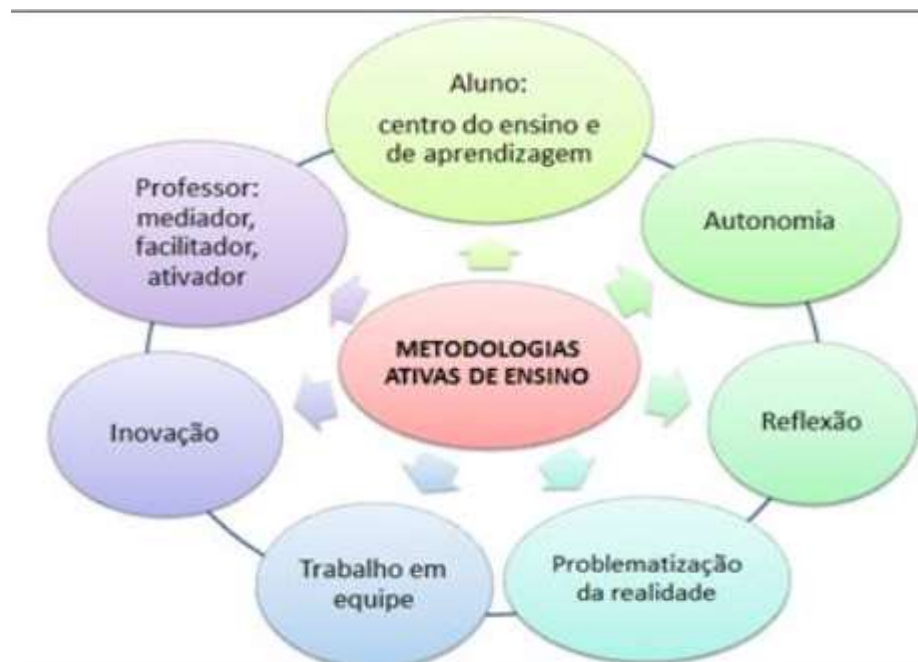 Aluno:
centro do ensino e
de aprendizagem
Autonomia
Reflexão
Problematização
da realidade
Trabalho em
equipe
Inovação
Professor:
mediador,
facilitador,
ativador
METODOLOGIAS
ATIVAS DE ENSINO